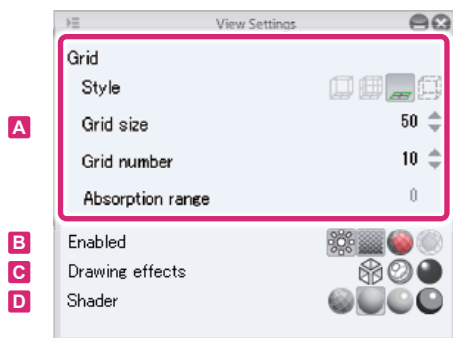 View Settings
Grid
Style
A
Grid size 50
Grid number 10
Absorption range 0
B Enabled
C Drawing effects
D Shader